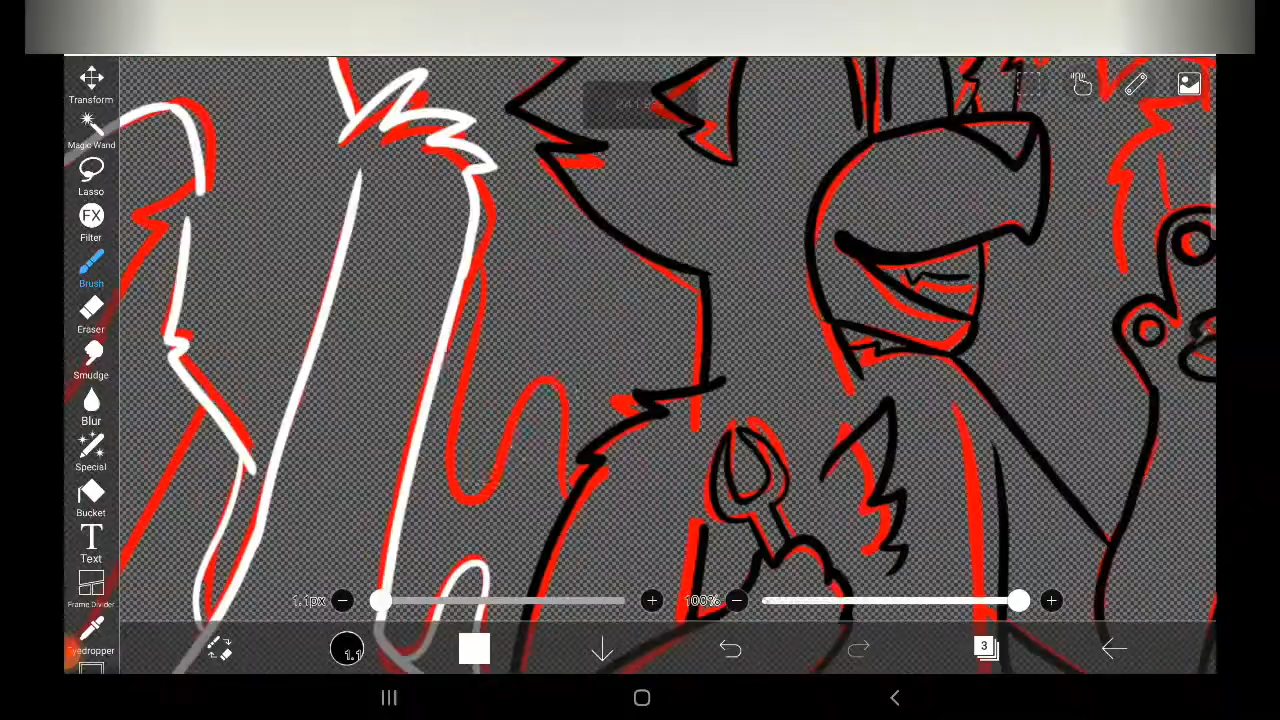 Transform
Magic Wand
Lasso
FX
Filter
Brush
Eraser
Smudge
Blur
Special
Bucket
T
Text
Frame Divider
Eyedropper
1.1px
100%
1.1
3